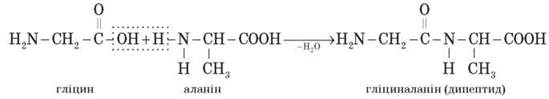 O O
H₂N–CH₂–C–OH+H–N–CH–COOH –H₂O H₂N–CH₂–C–N–CH–COOH
H CH₃ H CH₃
гліцин аланін гліциналанін (дипептид)